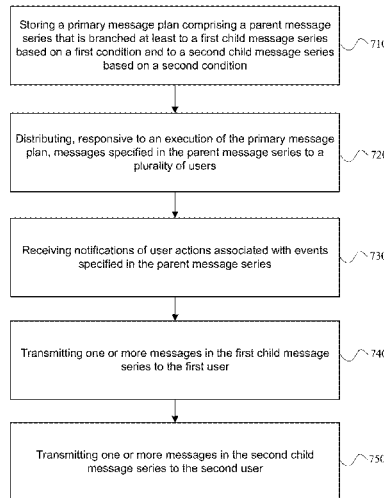 Storing a primary message plan comprising a parent message
series that is branched at least to a first child message series
based on a first condition and to a second child message series
based on a second condition
710
Distributing, responsive to an execution of the primary message
plan, messages specified in the parent message series to a
plurality of users
720
Receiving notifications of user actions associated with events
specified in the parent message series
730
Transmitting one or more messages in the first child message
series to the first user
740
Transmitting one or more messages in the second child
message series to the second user
750